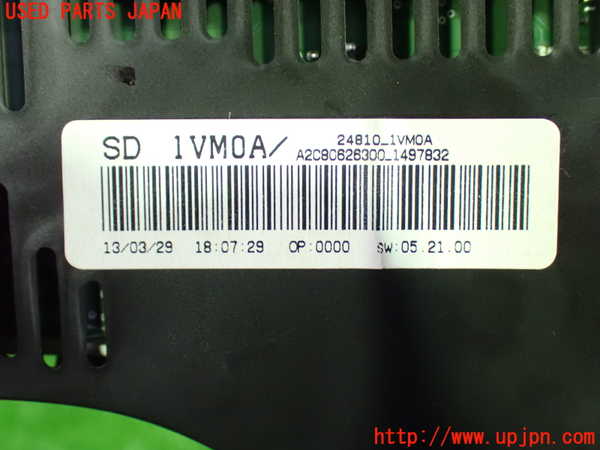 USED PARTS JAPAN
SD 1VM0A/
24810_1VM0A
A2C80626300_1497832
13/03/29 18:07:29 OP:0000 SW:05.21.00
http://www.upjpn.com/